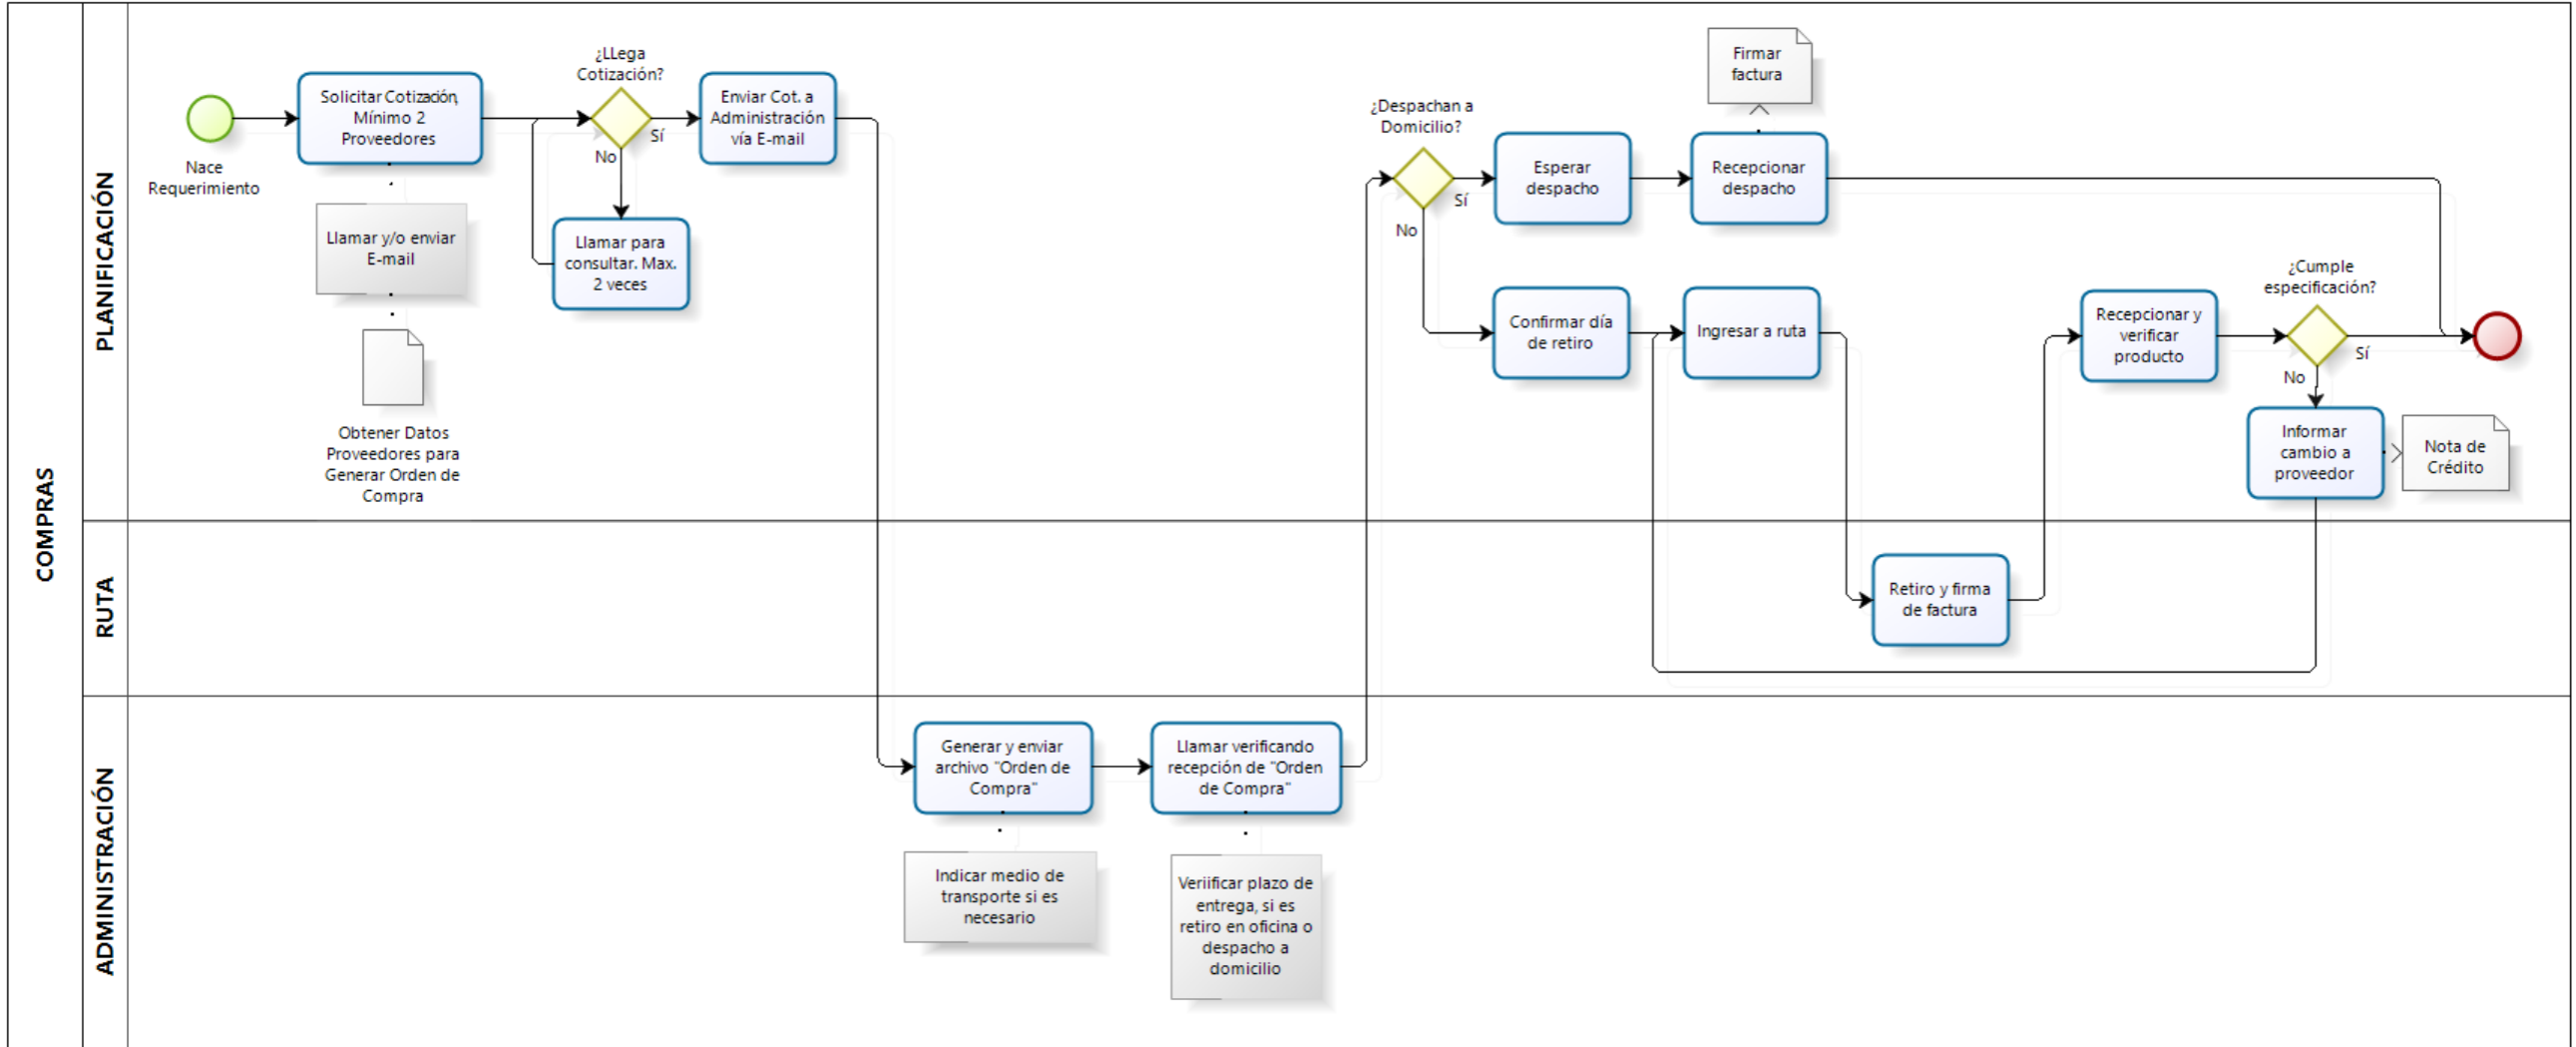 COMPRAS
PLANIFICACIÓN
Nace
Requerimiento
Solicitar Cotización,
Mínimo 2
Proveedores
Llamar y/o enviar
E-mail
Obtener Datos
Proveedores para
Generar Orden de
Compra
¿LLega
Cotización?
Sí
No
Llamar para
consultar. Max.
2 veces
Enviar Cot. a
Administración
vía E-mail
¿Despachan a
Domicilio?
Sí
No
Esperar
despacho
Firmar
factura
Recepcionar
despacho
Confirmar día
de retiro
Ingresar a ruta
Recepcionar y
verificar
producto
¿Cumple
especificación?
Sí
No
Informar
cambio a
proveedor
Nota de
Crédito
RUTA
Retiro y firma
de factura
ADMINISTRACIÓN
Generar y enviar
archivo "Orden de
Compra"
Indicar medio de
transporte si es
necesario
Llamar verificando
recepción de "Orden
de Compra"
Veriificar plazo de
entrega, si es
retiro en oficina o
despacho a
domicilio